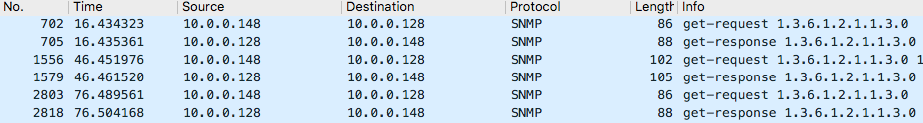 No. Time Source Destination Protocol Length Info
702 16.434323 10.0.0.148 10.0.0.128 SNMP 86 get-request 1.3.6.1.2.1.1.3.0
705 16.435361 10.0.0.128 10.0.0.148 SNMP 88 get-response 1.3.6.1.2.1.1.3.0
1556 46.451976 10.0.0.148 10.0.0.128 SNMP 102 get-request 1.3.6.1.2.1.1.3.0 1
1579 46.461520 10.0.0.128 10.0.0.148 SNMP 105 get-response 1.3.6.1.2.1.1.3.0
2803 76.489561 10.0.0.148 10.0.0.128 SNMP 86 get-request 1.3.6.1.2.1.1.3.0
2818 76.504168 10.0.0.128 10.0.0.148 SNMP 88 get-response 1.3.6.1.2.1.1.3.0